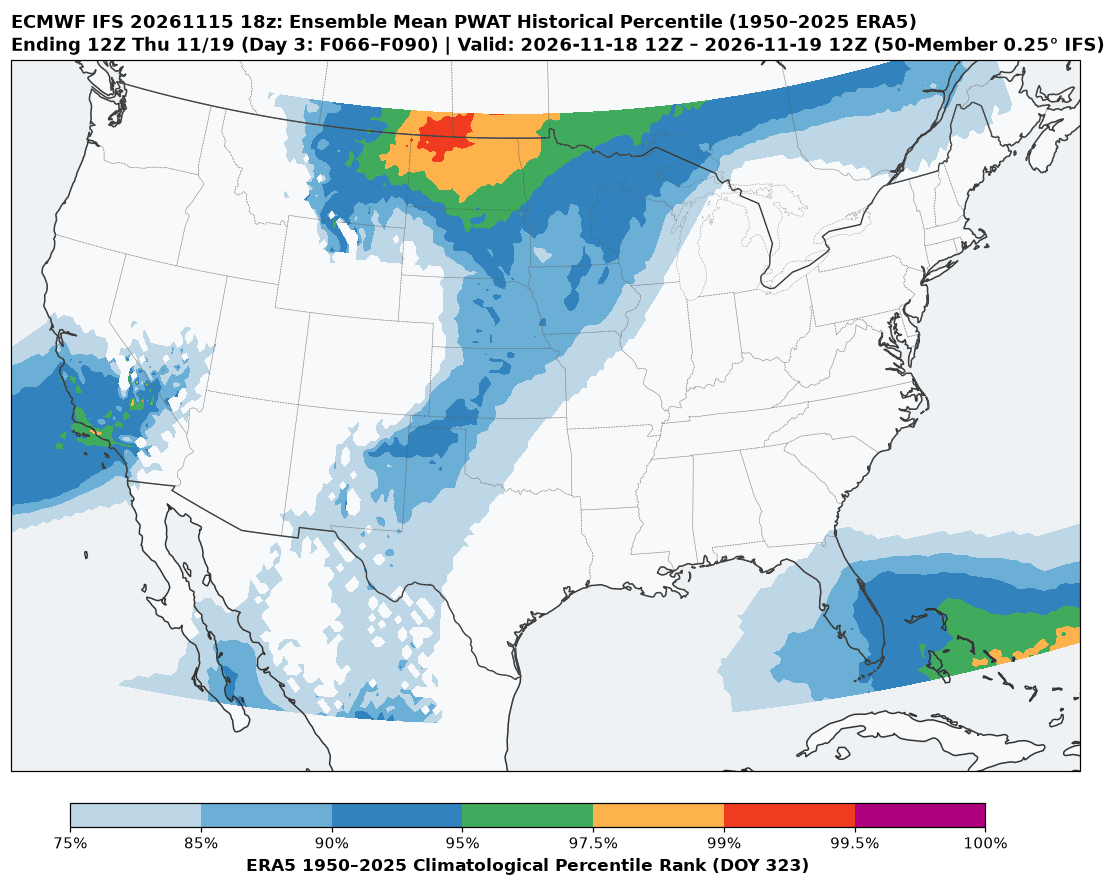 ECMWF IFS 20261115 18z: Ensemble Mean PWAT Historical Percentile (1950–2025 ERA5)
Ending 12Z Thu 11/19 (Day 3: F066–F090) | Valid: 2026-11-18 12Z – 2026-11-19 12Z (50-Member 0.25° IFS)
75% 85% 90% 95% 97.5% 99% 99.5% 100%
ERA5 1950–2025 Climatological Percentile Rank (DOY 323)